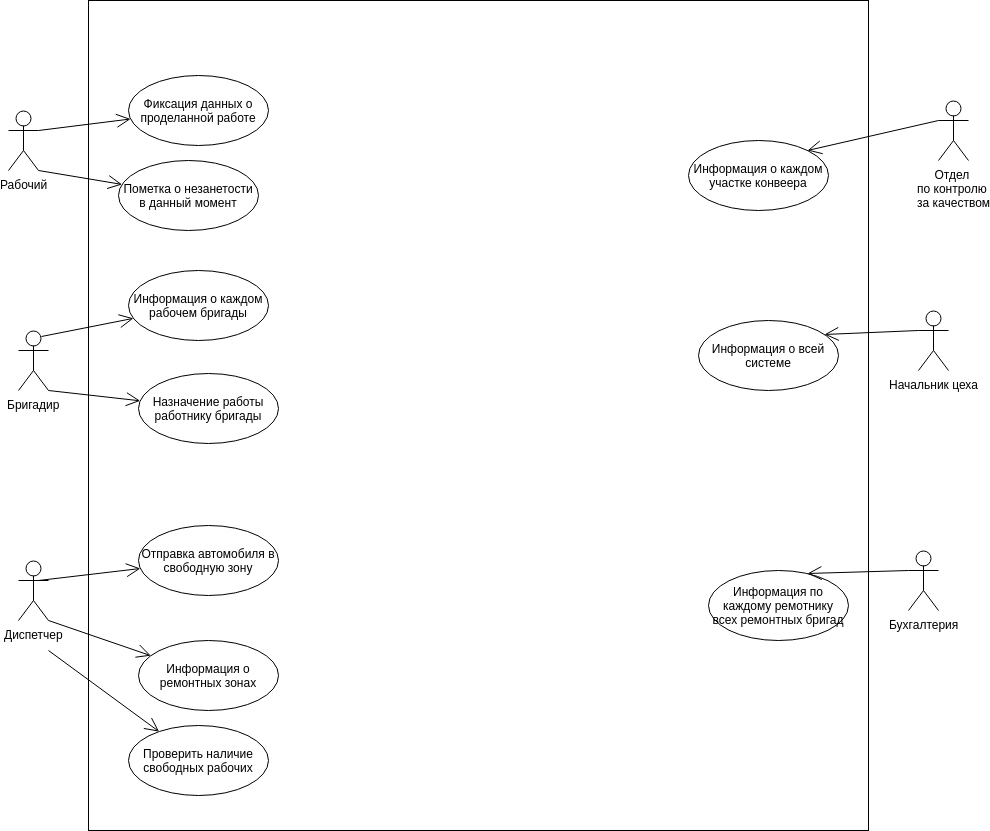 Фиксация данных о
проделанной работе
Рабочий
Пометка о незанетости
в данный момент
Информация о каждом
рабочем бригады
Бригадир
Назначение работы
работнику бригады
Отправка автомобиля в
свободную зону
Диспетчер
Информация о
ремонтных зонах
Проверить наличие
свободных рабочих
Информация о каждом
участке конвеера
Отдел
по контролю
за качеством
Информация о всей
системе
Начальник цеха
Информация по
каждому ремотнику
всех ремонтных бригад
Бухгалтерия